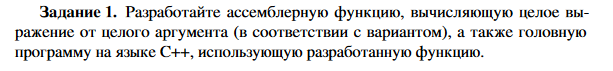 Задание 1. Разработайте ассемблерную функцию, вычисляющую целое вы-
ражение от целого аргумента (в соответствии с вариантом), а также головную
программу на языке C++, использующую разработанную функцию.